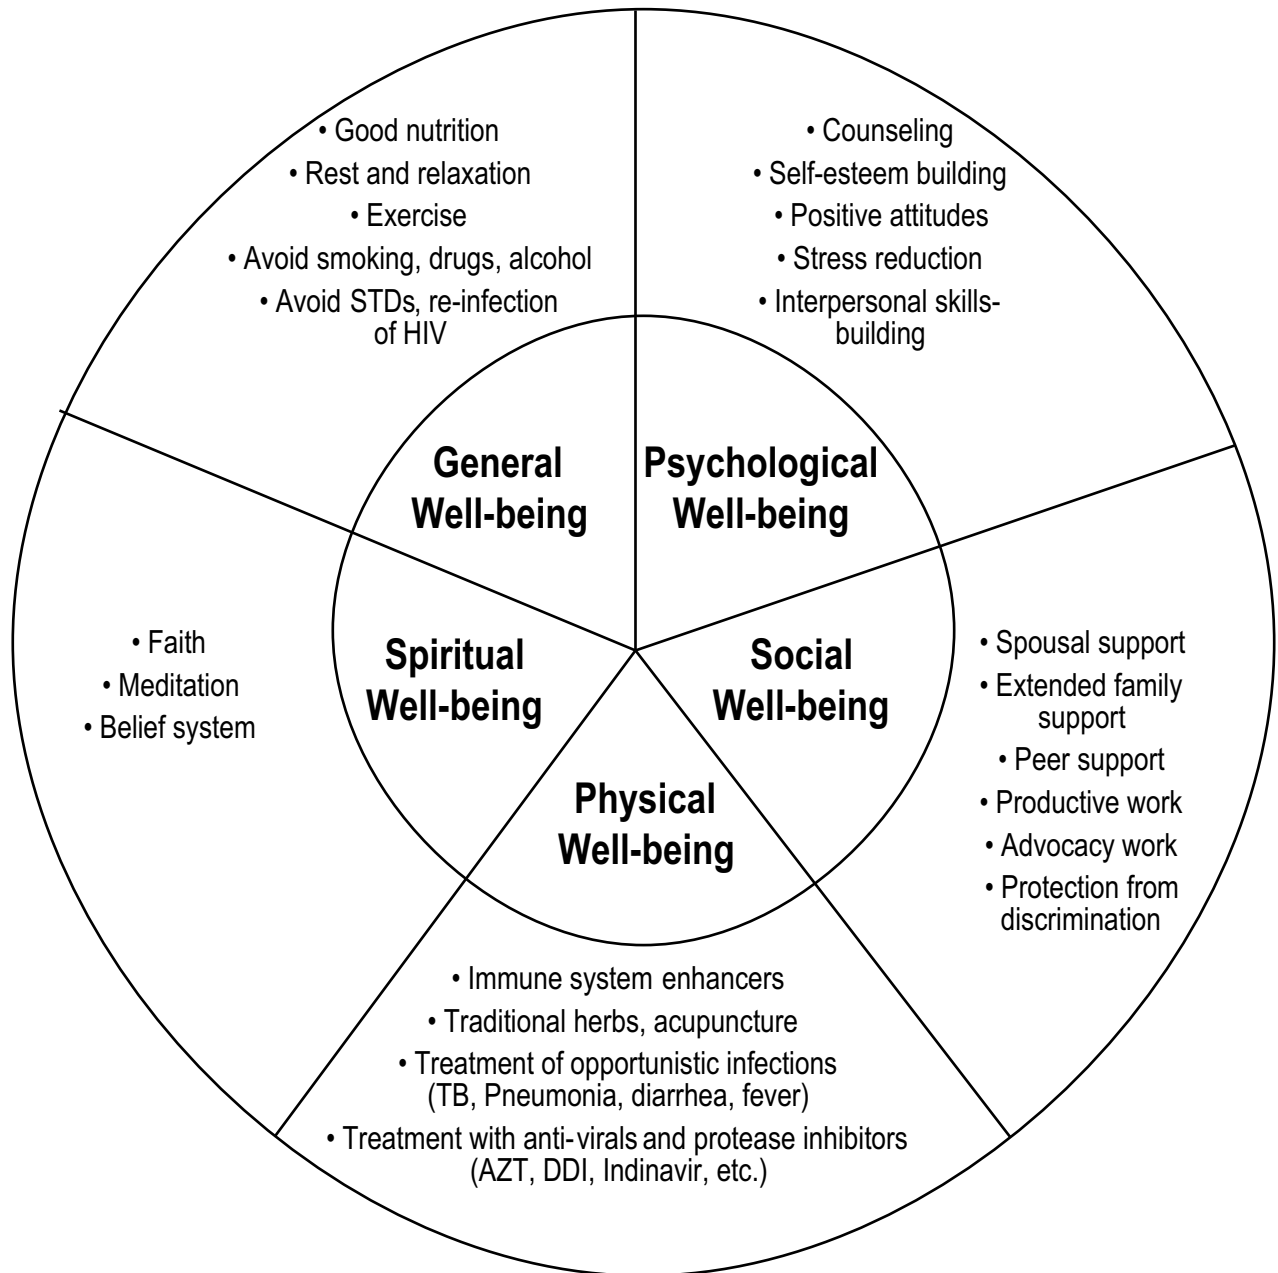 • Good nutrition
• Rest and relaxation
• Exercise
• Avoid smoking, drugs, alcohol
• Avoid STDs, re-infection
of HIV
• Counseling
• Self-esteem building
• Positive attitudes
• Stress reduction
• Interpersonal skills-
building
General
Well-being
Psychological
Well-being
• Faith
• Meditation
• Belief system
Spiritual
Well-being
Social
Well-being
• Spousal support
• Extended family
support
• Peer support
• Productive work
• Advocacy work
• Protection from
discrimination
Physical
Well-being
• Immune system enhancers
• Traditional herbs, acupuncture
• Treatment of opportunistic infections
(TB, Pneumonia, diarrhea, fever)
• Treatment with anti-virals and protease inhibitors
(AZT, DDI, Indinavir, etc.)